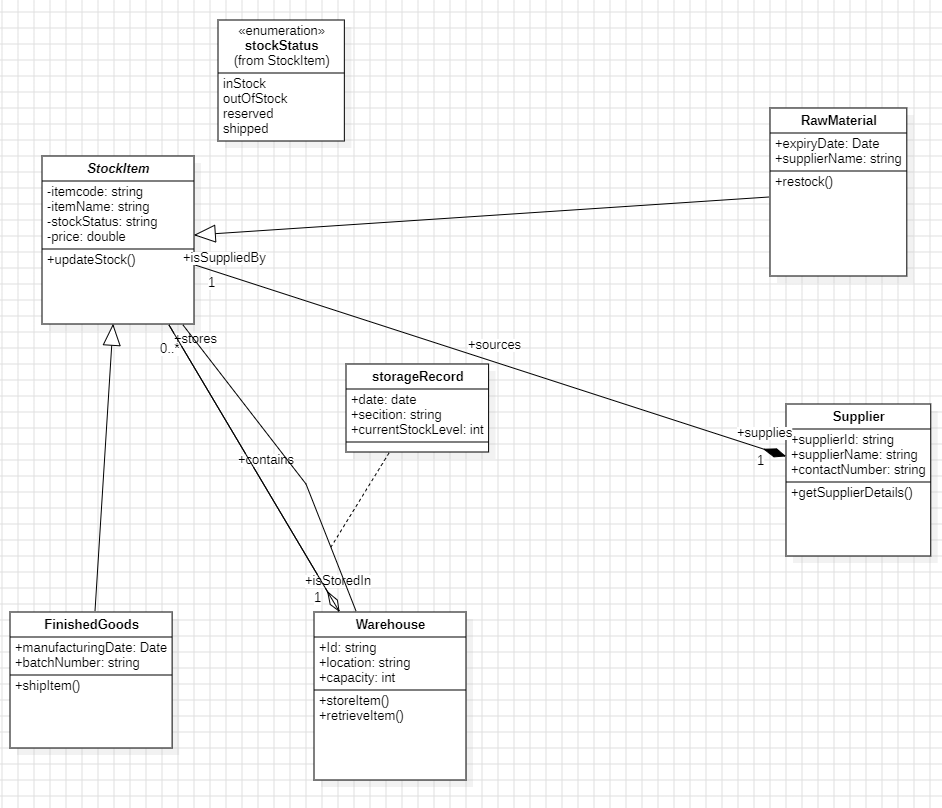 «enumeration»
stockStatus
(from StockItem)
inStock
outOfStock
reserved
shipped
RawMaterial
+expiryDate: Date
+supplierName: string
+restock()
StockItem
-itemcode: string
-itemName: string
-stockStatus: string
-price: double
+updateStock()
+isSuppliedBy
1
+stores
0..*
+sources
storageRecord
+date: date
+secition: string
+currentStockLevel: int
+supplies
1
Supplier
+supplierId: string
+supplierName: string
+contactNumber: string
+getSupplierDetails()
+contains
+isStoredIn
1
FinishedGoods
+manufacturingDate: Date
+batchNumber: string
+shipItem()
Warehouse
+Id: string
+location: string
+capacity: int
+storeItem()
+retrieveItem()